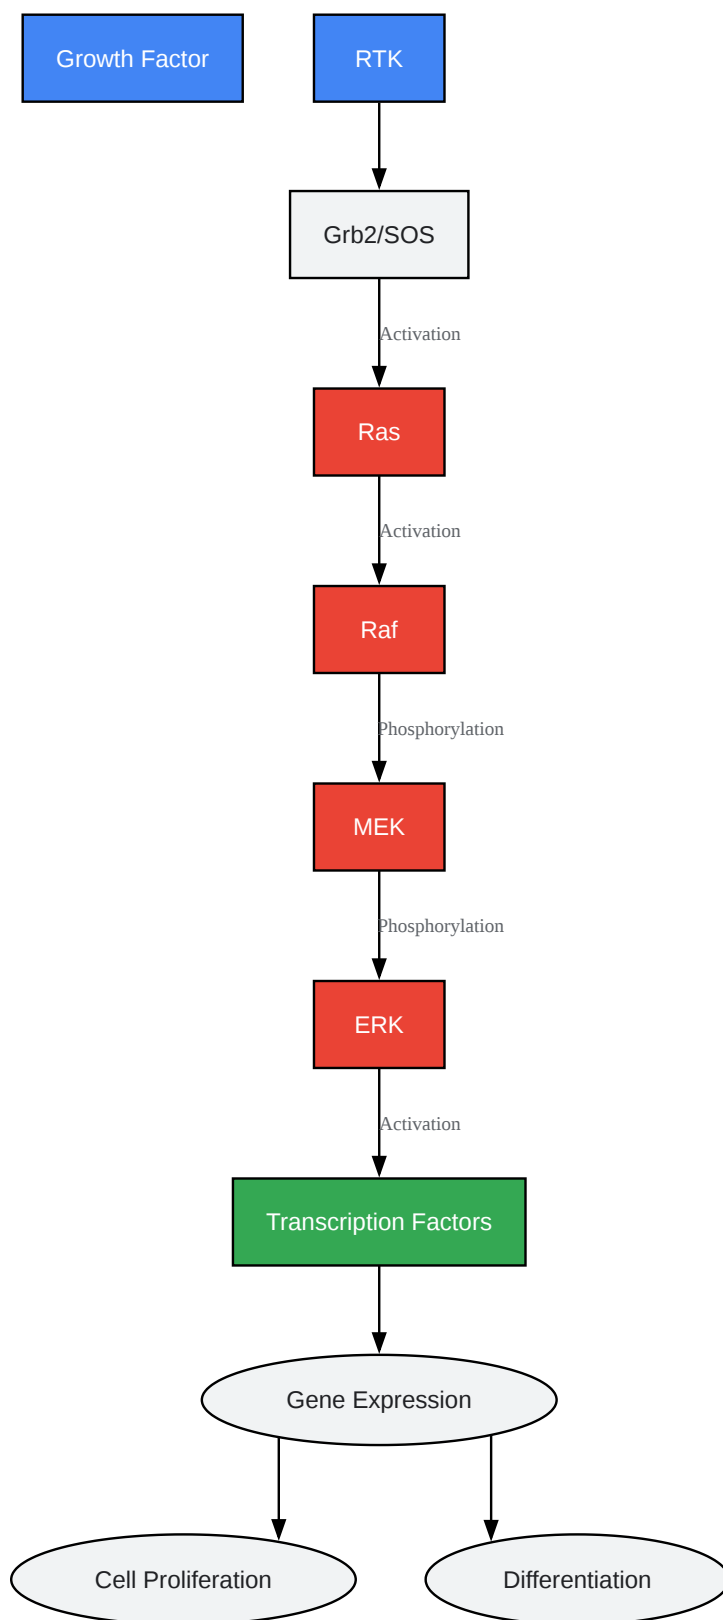 Growth Factor
RTK
Grb2/SOS
Activation
Ras
Activation
Raf
Phosphorylation
MEK
Phosphorylation
ERK
Activation
Transcription Factors
Gene Expression
Cell Proliferation
Differentiation